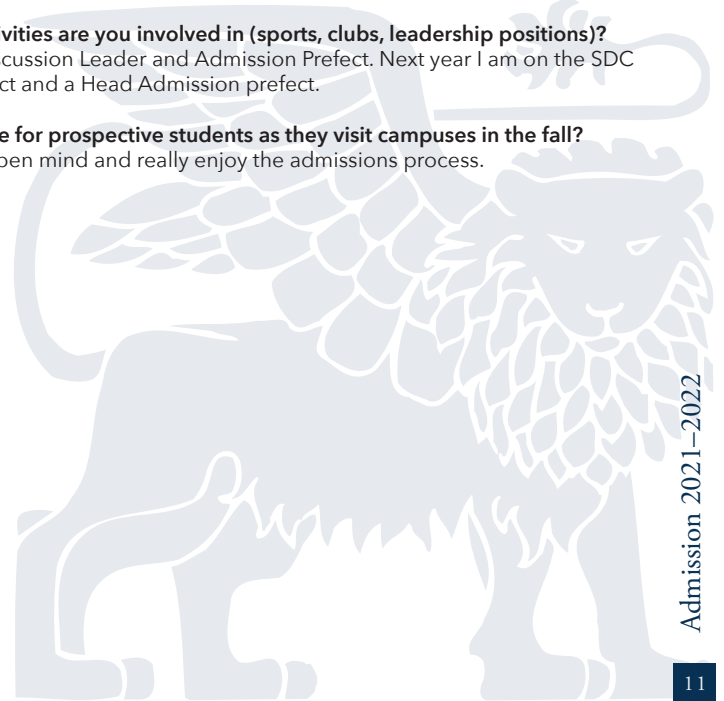 vities are you involved in (sports, clubs, leadership positions)?
cussion Leader and Admission Prefect. Next year I am on the SDC
ct and a Head Admission prefect.
e for prospective students as they visit campuses in the fall?
pen mind and really enjoy the admissions process.
Admission 2021–2022
11